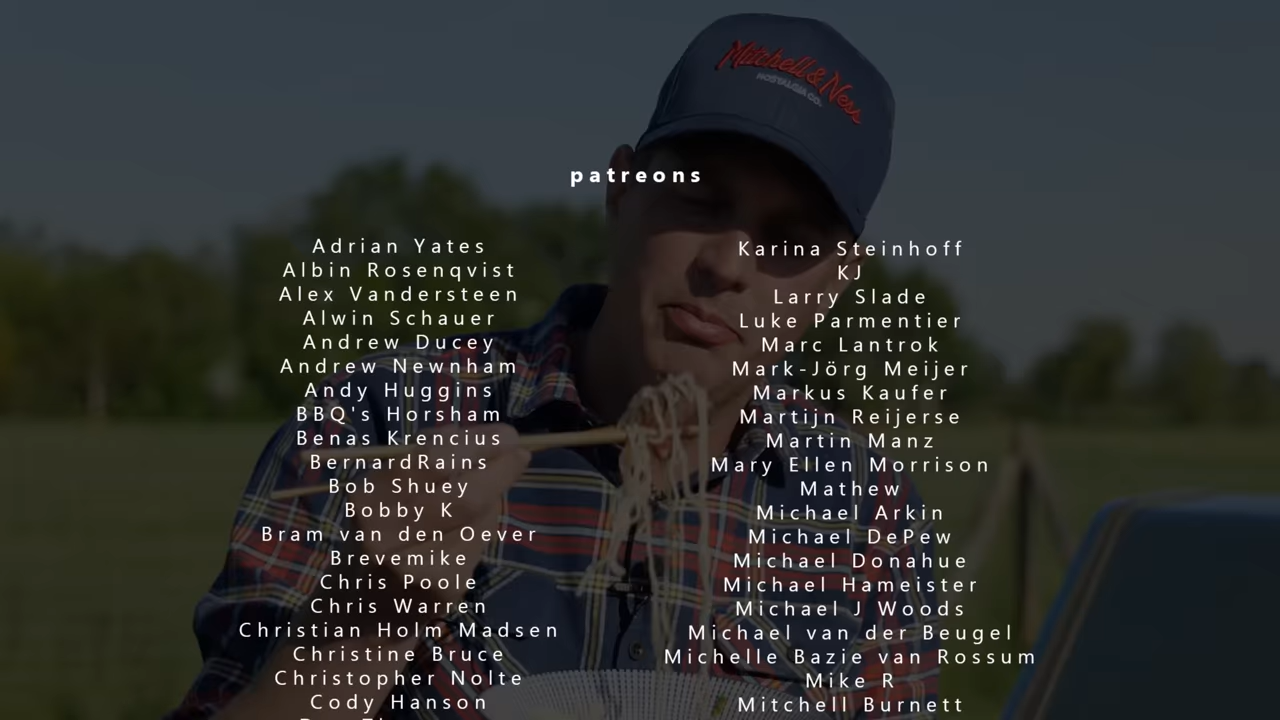 Mitchell & Ness
NOSTALGIA CO.
patreons
Adrian Yates
Albin Rosenqvist
Alex Vandersteen
Alwin Schauer
Andrew Ducey
Andrew Newnham
Andy Huggins
BBQ's Horsham
Benas Krencius
BernardRains
Bob Shuey
Bobby K
Bram van den Oever
Brevemike
Chris Poole
Chris Warren
Christian Holm Madsen
Christine Bruce
Christopher Nolte
Cody Hanson
Karina Steinhoff
KJ
Larry Slade
Luke Parmentier
Marc Lantrok
Mark-Jörg Meijer
Markus Kaufer
Martijn Reijerse
Martin Manz
Mary Ellen Morrison
Mathew
Michael Arkin
Michael DePew
Michael Donahue
Michael Hameister
Michael J Woods
Michael van der Beugel
Michelle Bazie van Rossum
Mike R
Mitchell Burnett